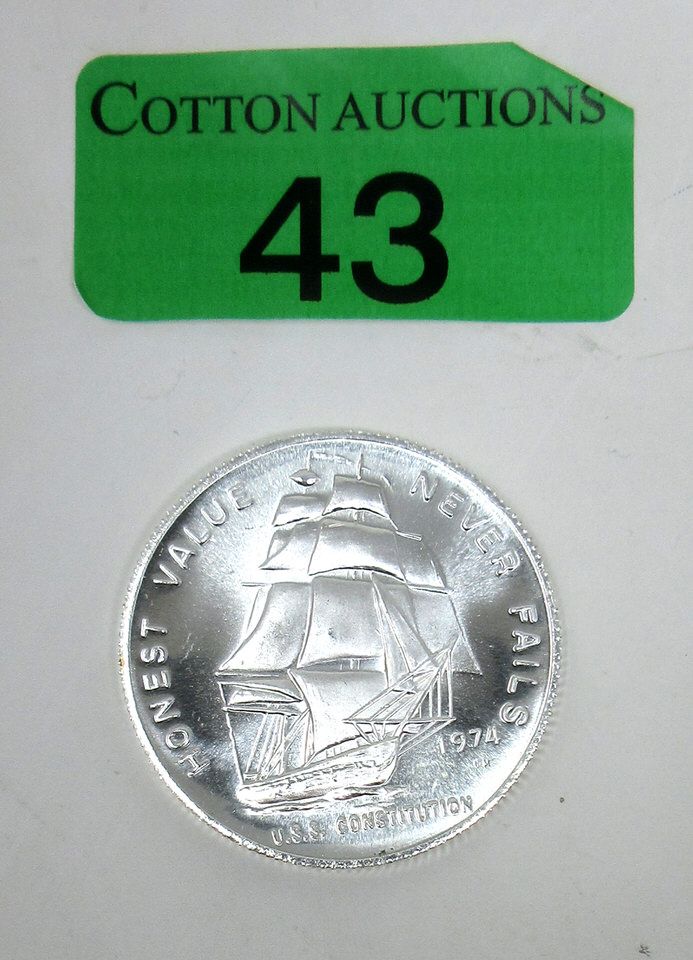 COTTON AUCTIONS
43
HONEST VALUE NEVER FAILS
1974
U.S.S. CONSTITUTION